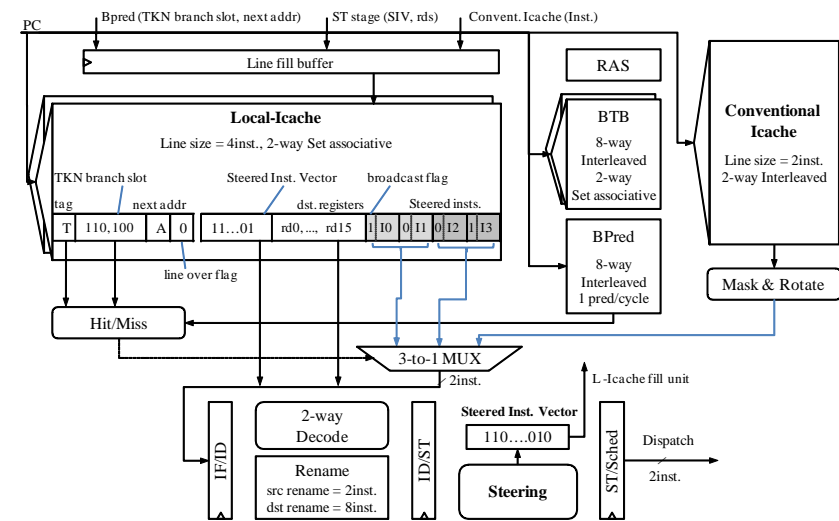 PC
Bpred (TKN branch slot, next addr)
ST stage (SIV, rds)
Convent. Icache (Inst.)
Line fill buffer
RAS
Local-Icache
Line size = 4inst., 2-way Set associative
TKN branch slot
Steered Inst. Vector
broadcast flag
tag
next addr
dst. registers
Steered insts.
T
110,100
A
0
11…01
rd0,..., rd15
1
I0
0
I1
0
I2
1
I3
line over flag
BTB
8-way
Interleaved
2-way
Set associative
Conventional
Icache
Line size = 2inst.
2-way Interleaved
BPred
8-way
Interleaved
1 pred/cycle
Mask & Rotate
Hit/Miss
3-to-1 MUX
2inst.
L-Icache fill unit
IF/ID
2-way
Decode
Rename
src rename = 2inst.
dst rename = 8inst.
ID/ST
Steered Inst. Vector
110….010
Steering
ST/Sched
Dispatch
2inst.